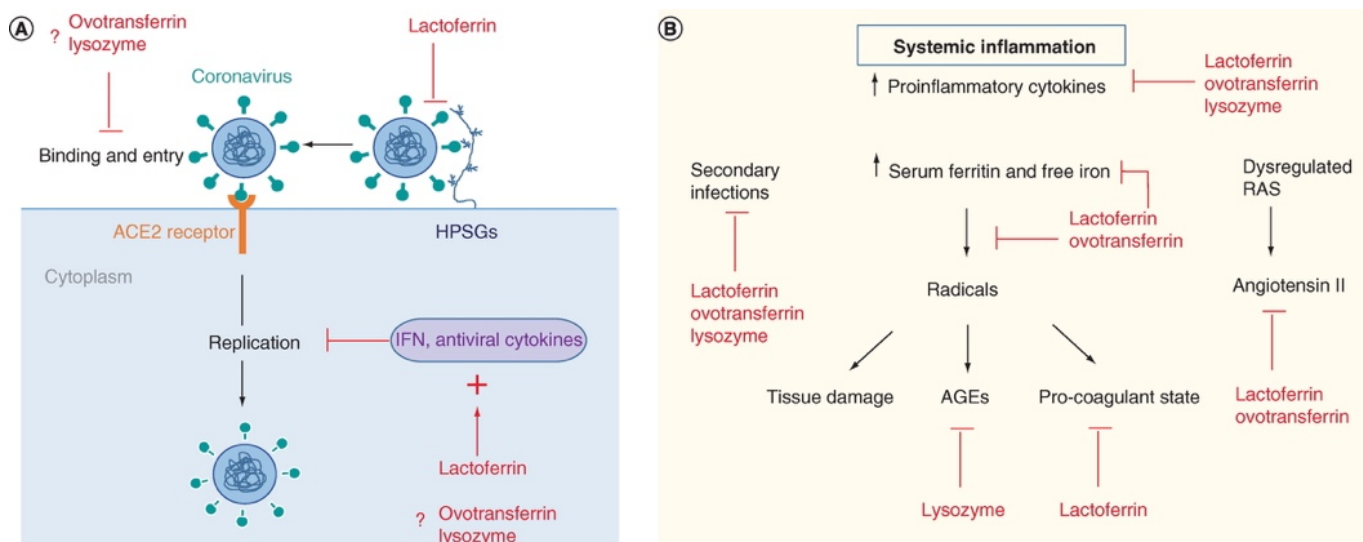 A
? Ovotransferrin
lysozyme
Lactoferrin
Coronavirus
Binding and entry
ACE2 receptor
HPSGs
Cytoplasm
Replication
IFN, antiviral cytokines
+
Lactoferrin
? Ovotransferrin
lysozyme
B
Systemic inflammation
Proinflammatory cytokines
Lactoferrin
ovotransferrin
lysozyme
Secondary
infections
Serum ferritin and free iron
Dysregulated
RAS
Lactoferrin
ovotransferrin
Lactoferrin
ovotransferrin
lysozyme
Radicals
Angiotensin II
Tissue damage
AGEs
Pro-coagulant state
Lactoferrin
ovotransferrin
Lysozyme
Lactoferrin